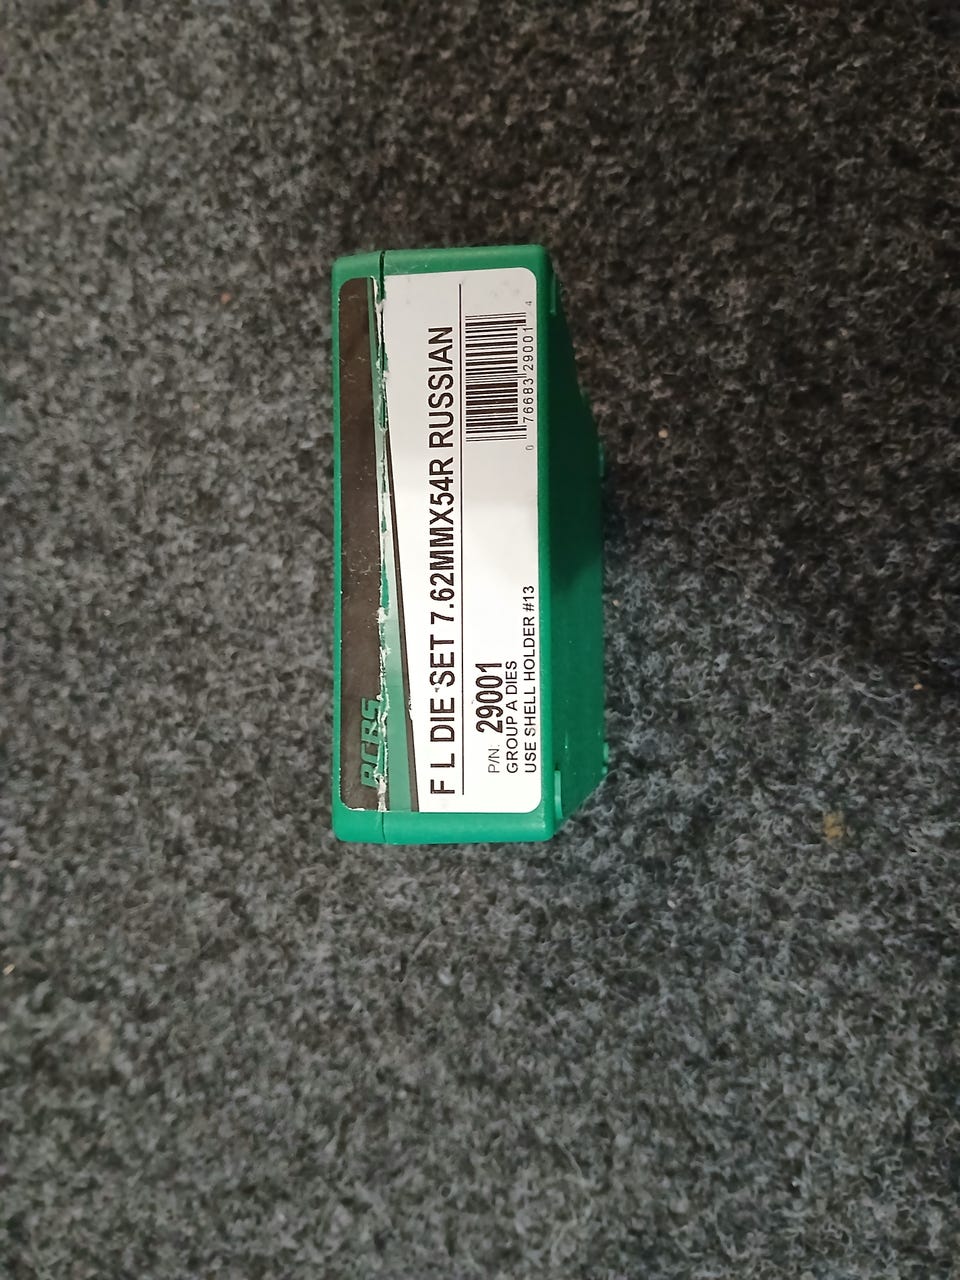 RCBS
F L DIE SET 7.62MMX54R RUSSIAN
P/N: 29001
GROUP A DIES
USE SHELL HOLDER #13
0 76683 29001 4